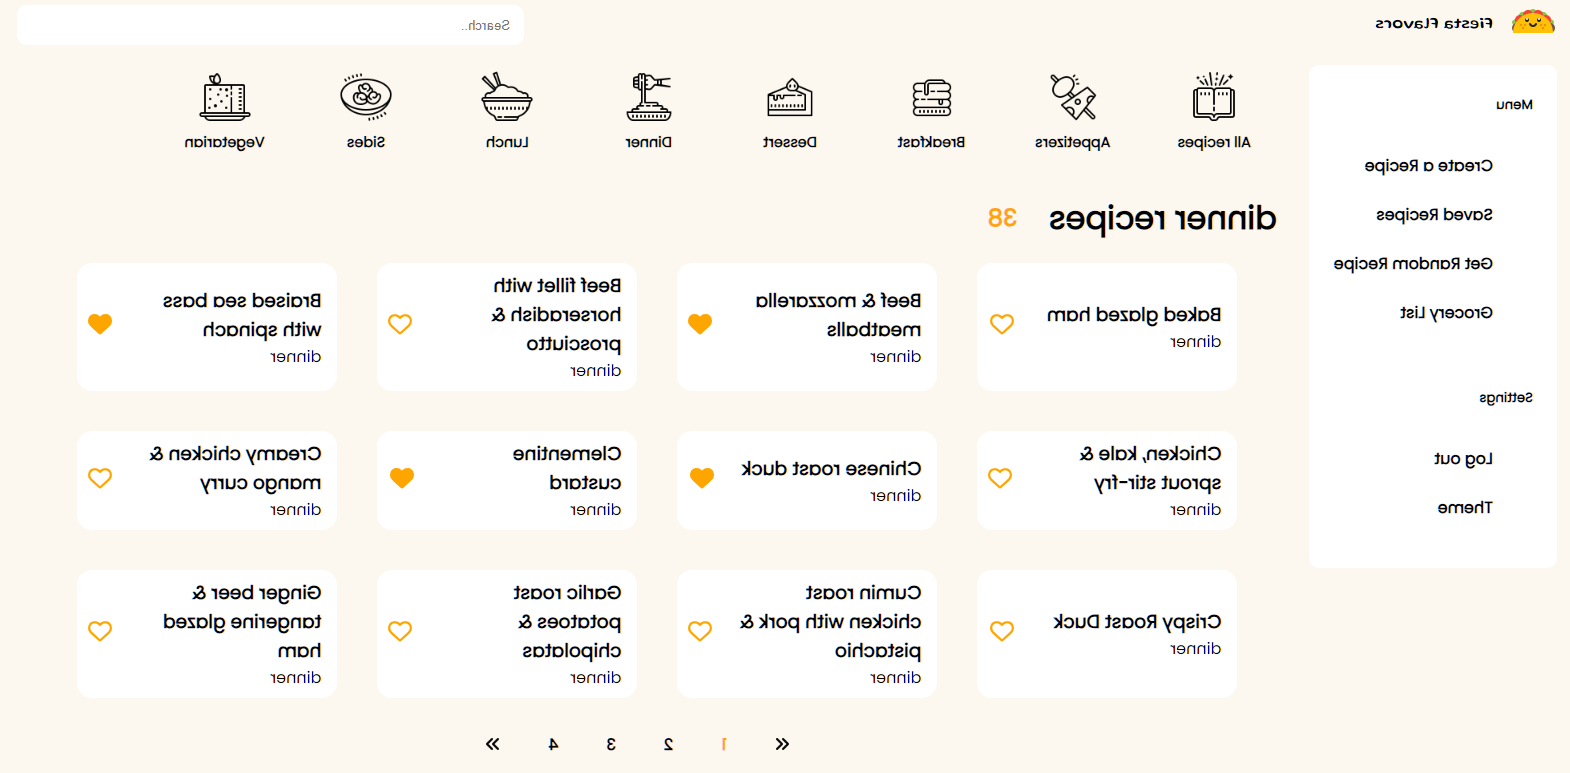 Fiesta Flavors
Search..
Menu
Create a Recipe
Saved Recipes
Get Random Recipe
Grocery List
Settings
Log out
Theme
All recipes
Appetizers
Breakfast
Dessert
Dinner
Lunch
Sides
Vegetarian
dinner recipes 38
Baked glazed ham
dinner
Beef & mozzarella
meatballs
dinner
Beef fillet with
horseradish &
prosciutto
dinner
Braised sea bass
with spinach
dinner
Chicken, kale &
sprout stir-fry
dinner
Chinese roast duck
dinner
Clementine
custard
dinner
Creamy chicken &
mango curry
dinner
Crispy Roast Duck
dinner
Cumin roast
chicken with pork &
pistachio
dinner
Garlic roast
potatoes &
chipolatas
dinner
Ginger beer &
tangerine glazed
ham
dinner
« 1 2 3 4 »